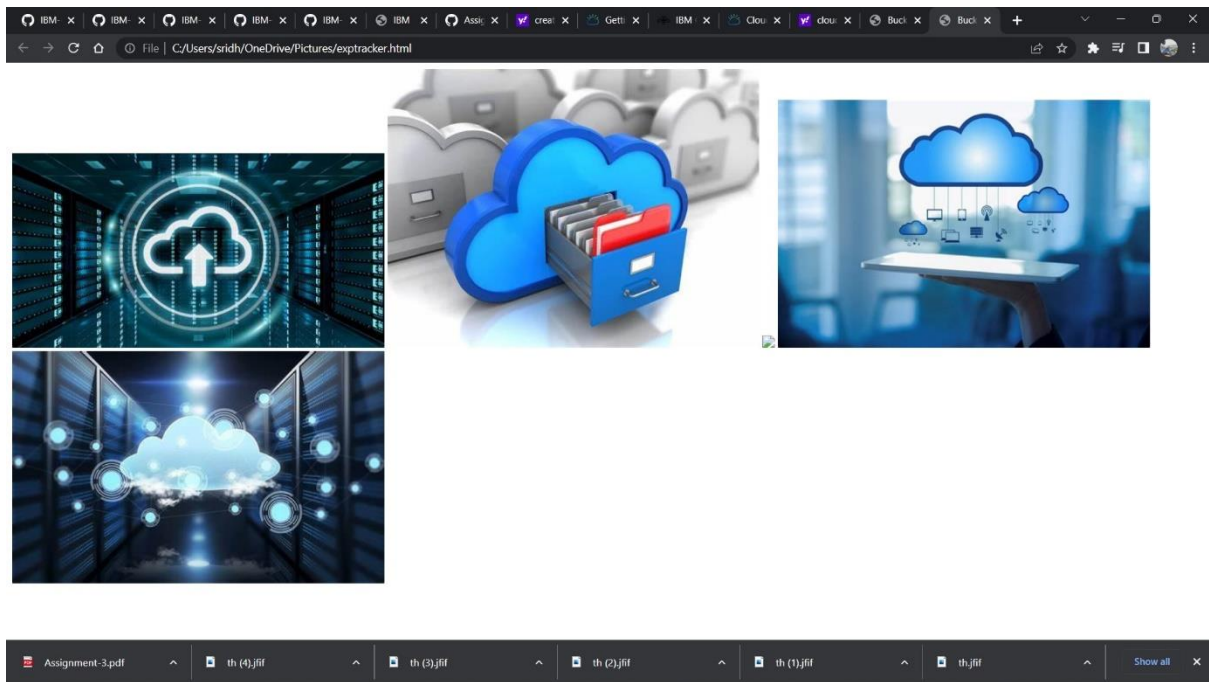 IBM- IBM- IBM- IBM- IBM- IBM Assig creat Getti IBM Clou clour Buck Buck
File | C:/Users/sridh/OneDrive/Pictures/exptracker.html
Assignment-3.pdf th (4).jfif th (3).jfif th (2).jfif th (1).jfif th.jfif Show all